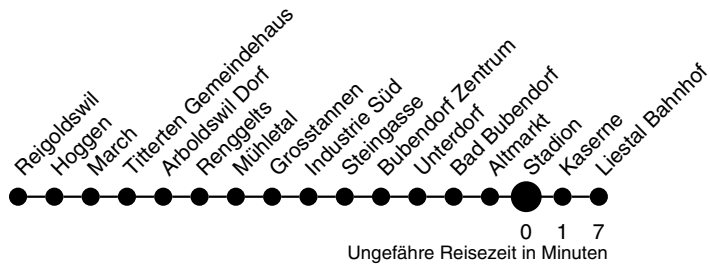 Reigoldswil
Hoggen
March
Titterten Gemeindehaus
Arboldswil Dorf
Renggelts
Mühletal
Grosstannen
Industrie Süd
Steingasse
Bubendorf Zentrum
Unterdorf
Bad Bubendorf
Altmarkt
Stadion
Kaserne
Liestal Bahnhof
0 1 7
Ungefähre Reisezeit in Minuten